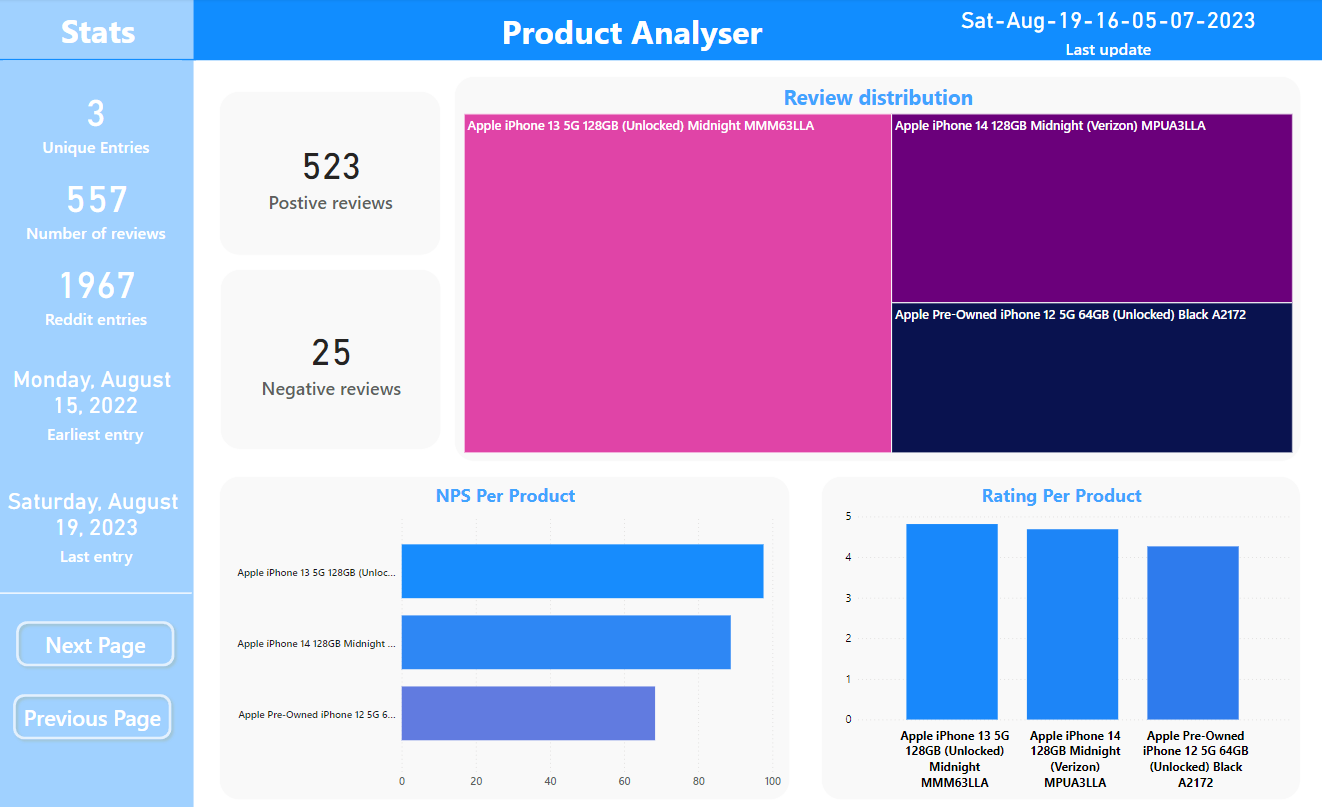 Stats
Product Analyser
Sat-Aug-19-16-05-07-2023
Last update
3
Unique Entries
557
Number of reviews
1967
Reddit entries
Monday, August
15, 2022
Earliest entry
Saturday, August
19, 2023
Last entry
Next Page
Previous Page
523
Postive reviews
25
Negative reviews
Review distribution
Apple iPhone 13 5G 128GB (Unlocked) Midnight MMM63LLA
Apple iPhone 14 128GB Midnight (Verizon) MPUA3LLA
Apple Pre-Owned iPhone 12 5G 64GB (Unlocked) Black A2172
NPS Per Product
Apple iPhone 13 5G 128GB (Unloc...
Apple iPhone 14 128GB Midnight ...
Apple Pre-Owned iPhone 12 5G 6...
0 20 40 60 80 100
Rating Per Product
5
4
3
2
1
0
Apple iPhone 13 5G
128GB (Unlocked)
Midnight
MMM63LLA
Apple iPhone 14
128GB Midnight
(Verizon)
MPUA3LLA
Apple Pre-Owned
iPhone 12 5G 64GB
(Unlocked) Black
A2172